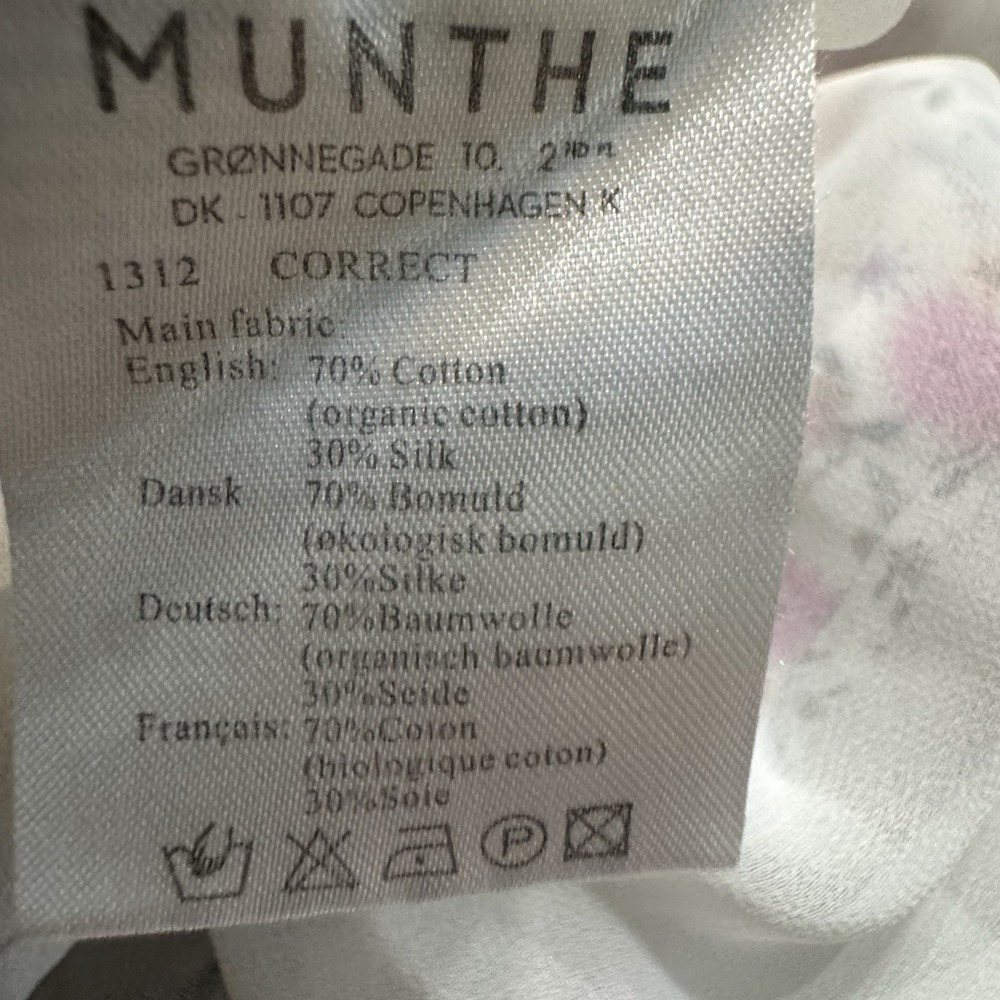 MUNTHE
GRØNNEGADE 10. 2ND FL
DK - 1107 COPENHAGEN K
1312 CORRECT
Main fabric:
English: 70% Cotton
(organic cotton)
30% Silk
Dansk 70% Bomuld
(økologisk bomuld)
30%Silke
Deutsch: 70%Baumwolle
(organisch baumwolle)
30%Seide
Français: 70%Coton
(biologique coton)
30%Soie
P